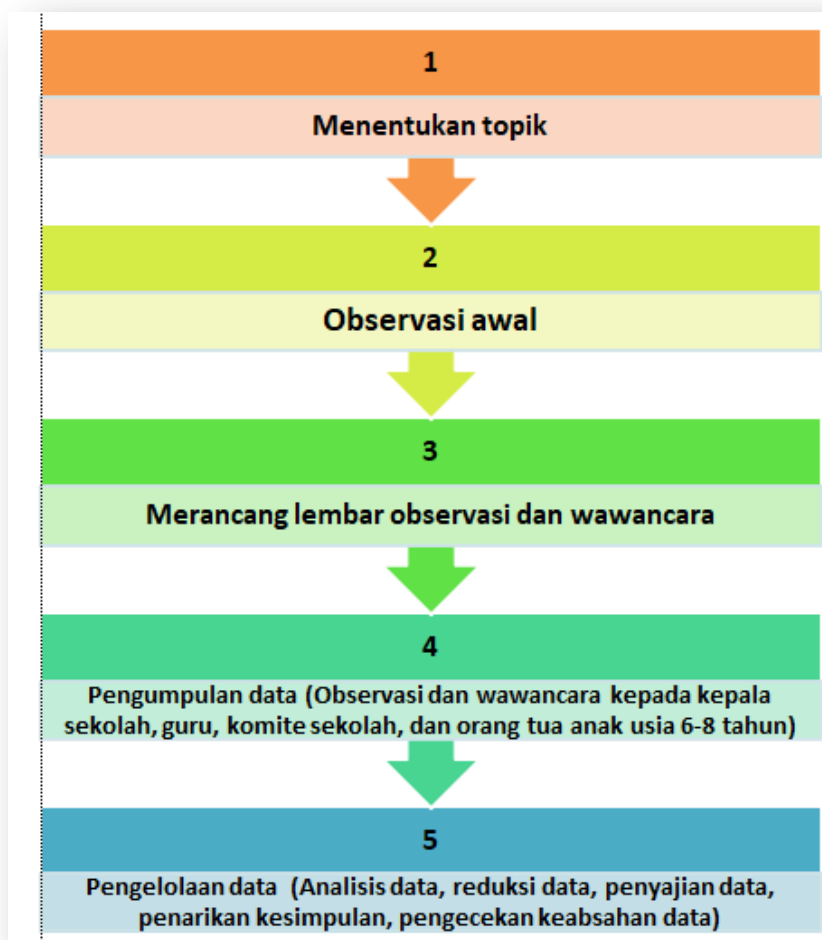 1
Menentukan topik
2
Observasi awal
3
Merancang lembar observasi dan wawancara
4
Pengumpulan data (Observasi dan wawancara kepada kepala
sekolah, guru, komite sekolah, dan orang tua anak usia 6-8 tahun)
5
Pengelolaan data (Analisis data, reduksi data, penyajian data,
penarikan kesimpulan, pengecekan keabsahan data)